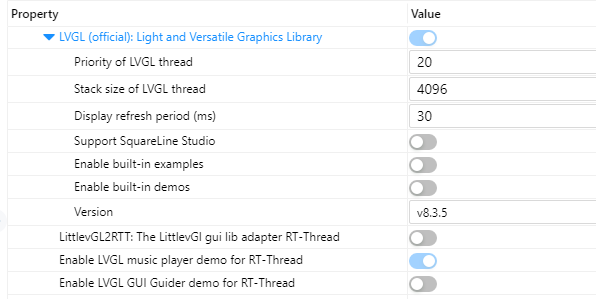 Property Value
LVGL (official): Light and Versatile Graphics Library
Priority of LVGL thread 20
Stack size of LVGL thread 4096
Display refresh period (ms) 30
Support SquareLine Studio
Enable built-in examples
Enable built-in demos
Version v8.3.5
LittlevGL2RTT: The LittlevGl gui lib adapter RT-Thread
Enable LVGL music player demo for RT-Thread
Enable LVGL GUI Guider demo for RT-Thread